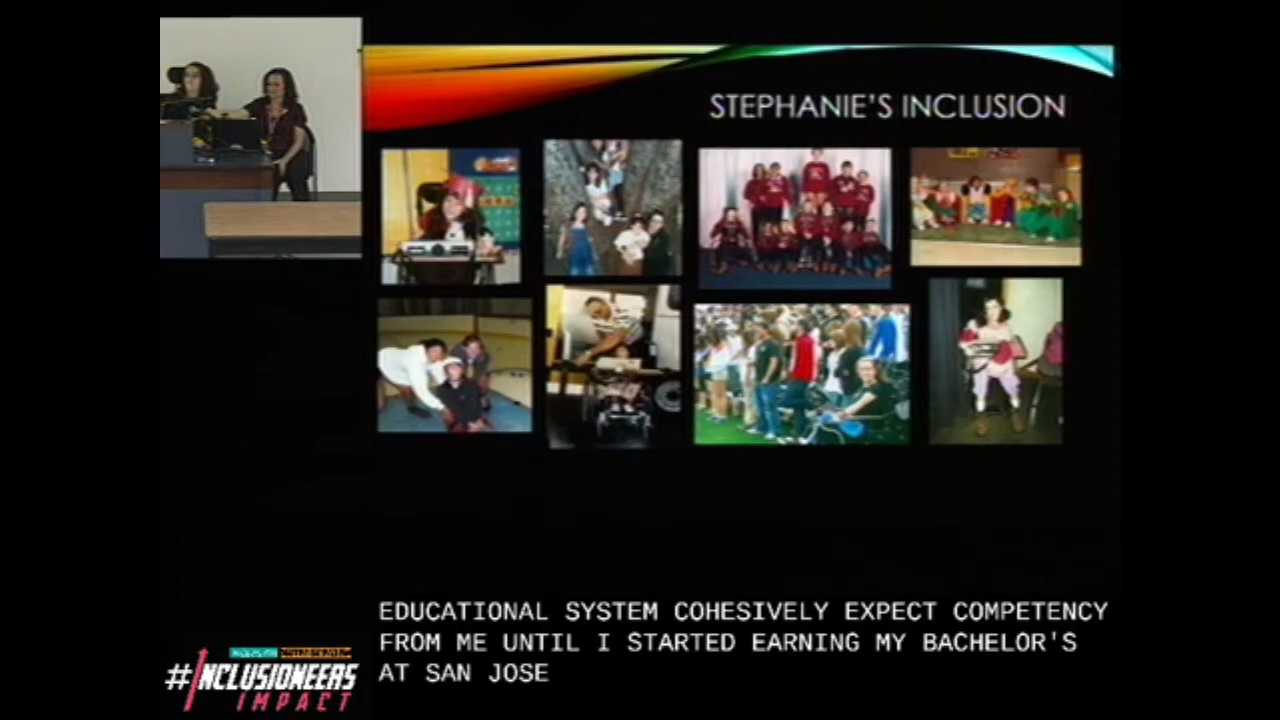 STEPHANIE'S INCLUSION
EDUCATIONAL SYSTEM COHESIVELY EXPECT COMPETENCY
FROM ME UNTIL I STARTED EARNING MY BACHELOR'S
AT SAN JOSE
#INCLUSIONEERS
IMPACT